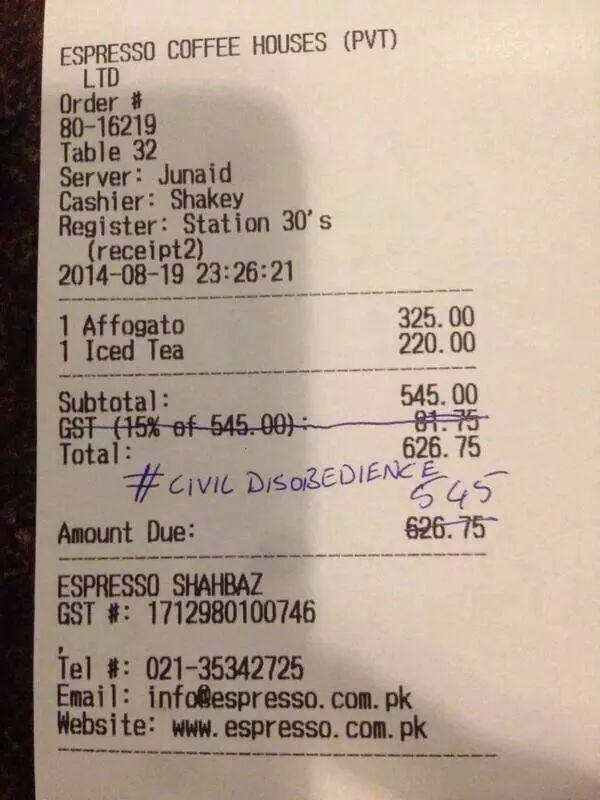 ESPRESSO COFFEE HOUSES (PVT)
LTD
Order #
80-16219
Table 32
Server: Junaid
Cashier: Shakey
Register: Station 30's
(receipt2)
2014-08-19 23:26:21
1 Affogato 325.00
1 Iced Tea 220.00
Subtotal: 545.00
GST (15% of 545.00): 81.75
Total: 626.75
# CIVIL DISOBEDIENCE
545
Amount Due: 626.75
ESPRESSO SHAHBAZ
GST #: 1712980100746
,
Tel #: 021-35342725
Email: info@espresso.com.pk
Website: www.espresso.com.pk